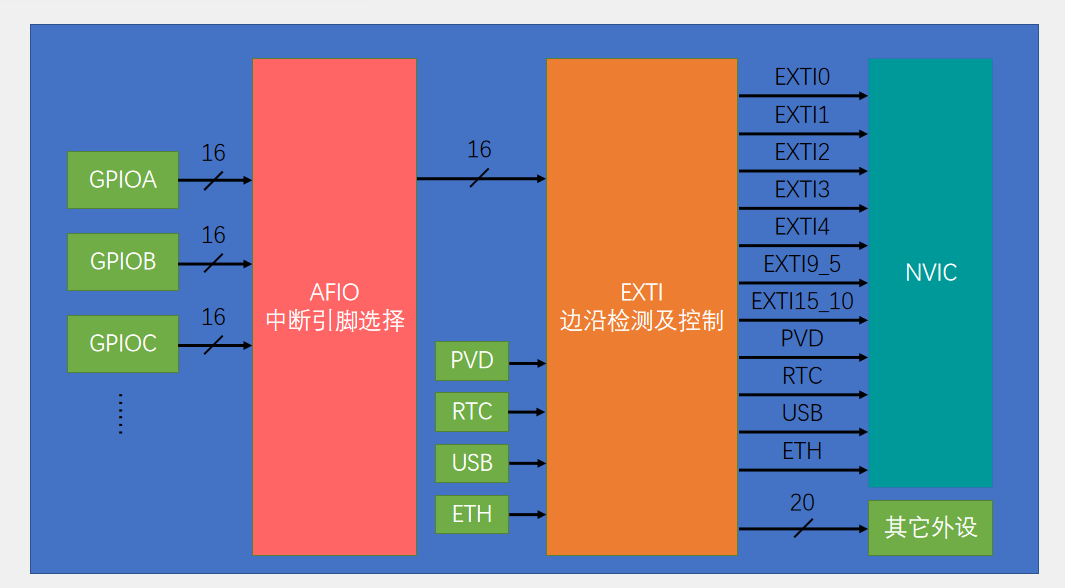 16
GPIOA
16
GPIOB
16
GPIOC
AFIO
中断引脚选择
16
PVD
RTC
USB
ETH
EXTI
边沿检测及控制
EXTI0
EXTI1
EXTI2
EXTI3
EXTI4
EXTI9_5
EXTI15_10
PVD
RTC
USB
ETH
20
NVIC
其它外设